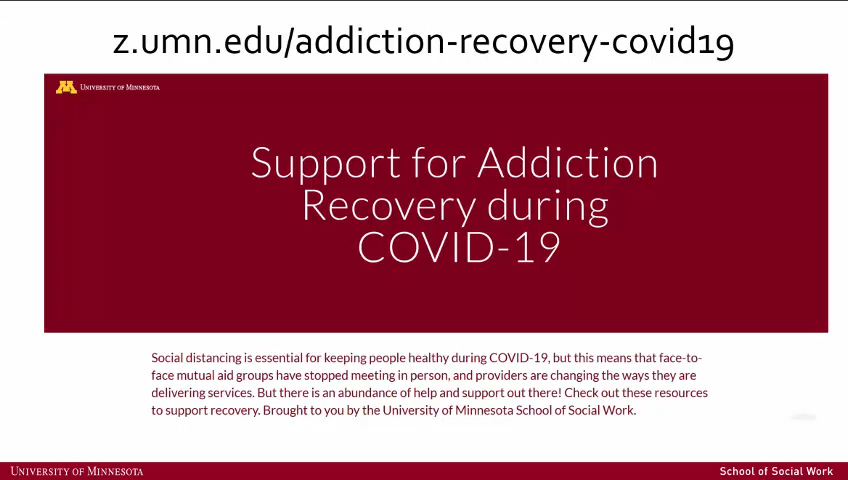 z.umn.edu/addiction-recovery-covid19
University of Minnesota
Support for Addiction
Recovery during
COVID-19
Social distancing is essential for keeping people healthy during COVID-19, but this means that face-to-
face mutual aid groups have stopped meeting in person, and providers are changing the ways they are
delivering services. But there is an abundance of help and support out there! Check out these resources
to support recovery. Brought to you by the University of Minnesota School of Social Work.
University of Minnesota
School of Social Work